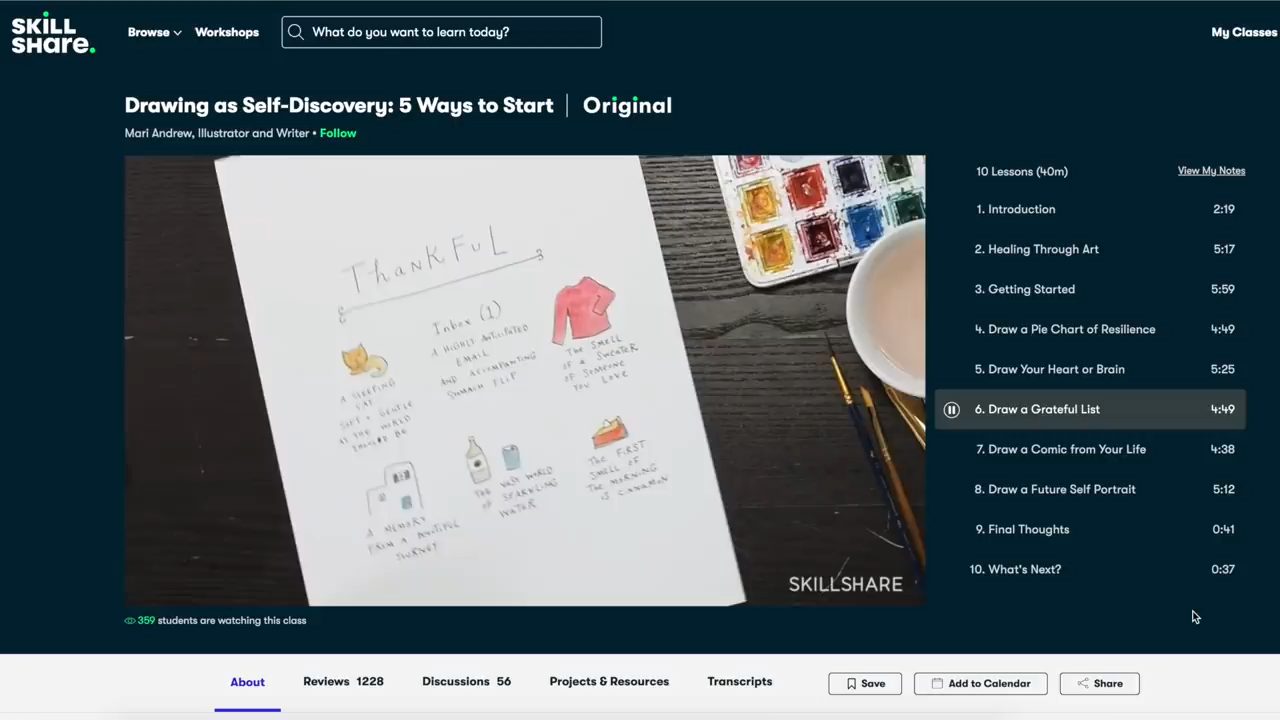 SKILL
SHARE.
Browse
Workshops
What do you want to learn today?
My Classes
Drawing as Self-Discovery: 5 Ways to Start
Original
Mari Andrew, Illustrator and Writer • Follow
THANKFUL
Inbox (1)
A HIGHLY ANTICIPATED
EMAIL
AND ACCOMPANYING
STOMACH FLIP
THE SMELL
OF A SWEATER
OF SOMEONE
YOU LOVE
A SLEEPING
CAT
SOFT + GENTLE
AS THE WORLD
SHOULD BE
THE VAST WORLD
OF SPARKLING
WATER
THE FIRST
SMELL OF
THE MORNING
IS CINNAMON
A MEMORY
FROM A BEAUTIFUL
JOURNEY
SKILLSHARE
10 Lessons (40m)
View My Notes
1. Introduction 2:19
2. Healing Through Art 5:17
3. Getting Started 5:59
4. Draw a Pie Chart of Resilience 4:49
5. Draw Your Heart or Brain 5:25
6. Draw a Grateful List 4:49
7. Draw a Comic from Your Life 4:38
8. Draw a Future Self Portrait 5:12
9. Final Thoughts 0:41
10. What's Next? 0:37
359 students are watching this class
About
Reviews 1228
Discussions 56
Projects & Resources
Transcripts
Save
Add to Calendar
Share